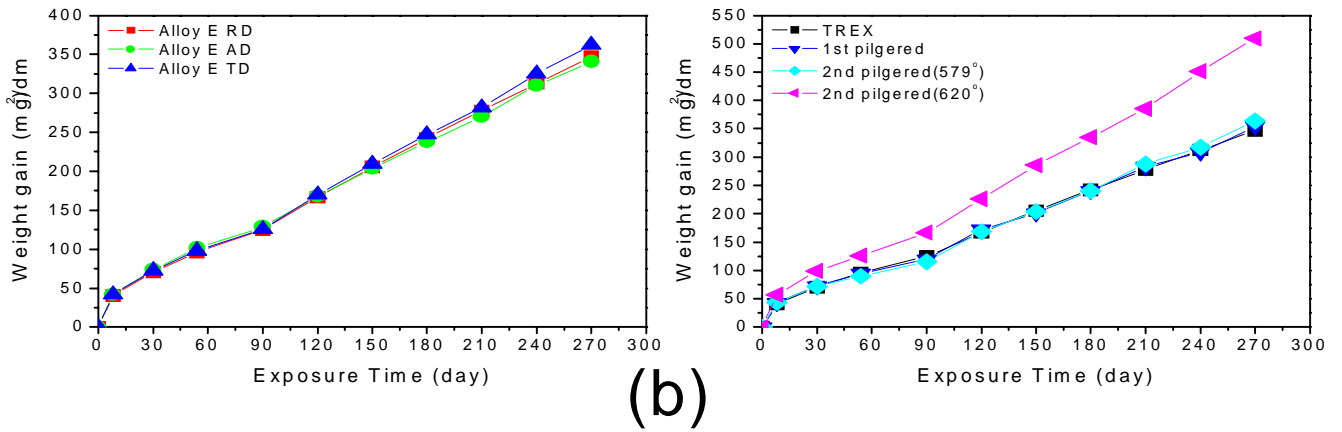 Alloy E RD
Alloy E AD
Alloy E TD
400
350
300
250
200
150
100
50
0
Weight gain (mg/dm²)
0 30 60 90 120 150 180 210 240 270 300
Exposure Time (day)
TREX
1st pilgered
2nd pilgered(579°)
2nd pilgered(620°)
550
500
450
400
350
300
250
200
150
100
50
0
Weight gain (mg/dm²)
0 30 60 90 120 150 180 210 240 270 300
Exposure Time (day)
(b)